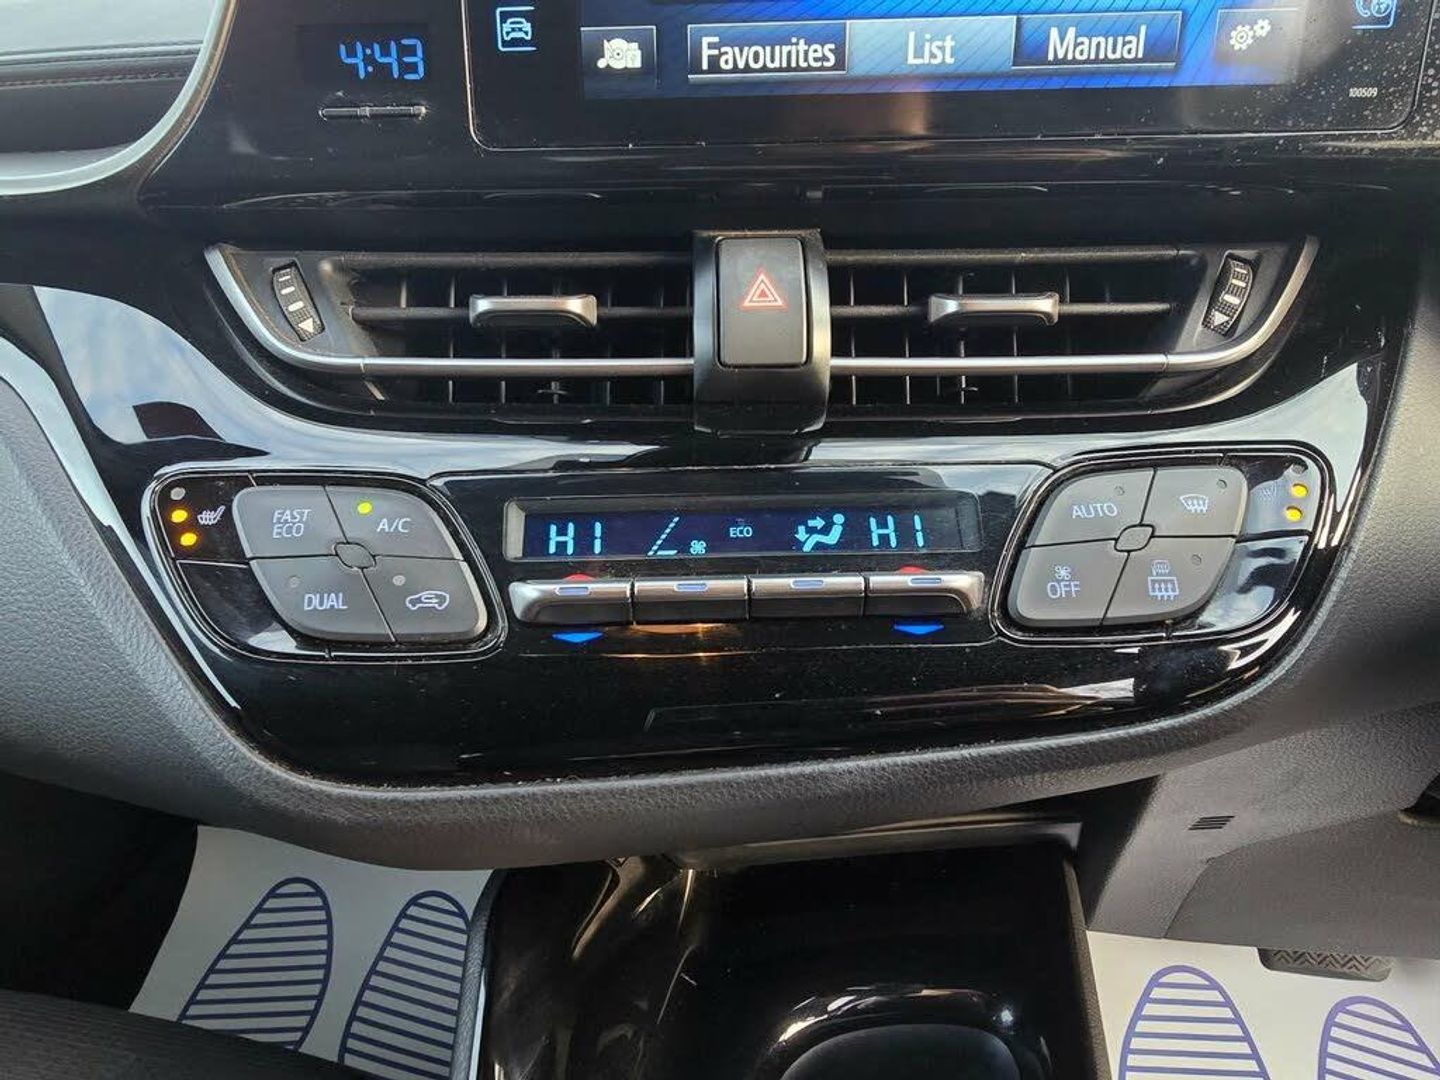 4:43
Favourites List Manual
100509
FAST
ECO
A/C
DUAL
HI ECO HI
AUTO
OFF